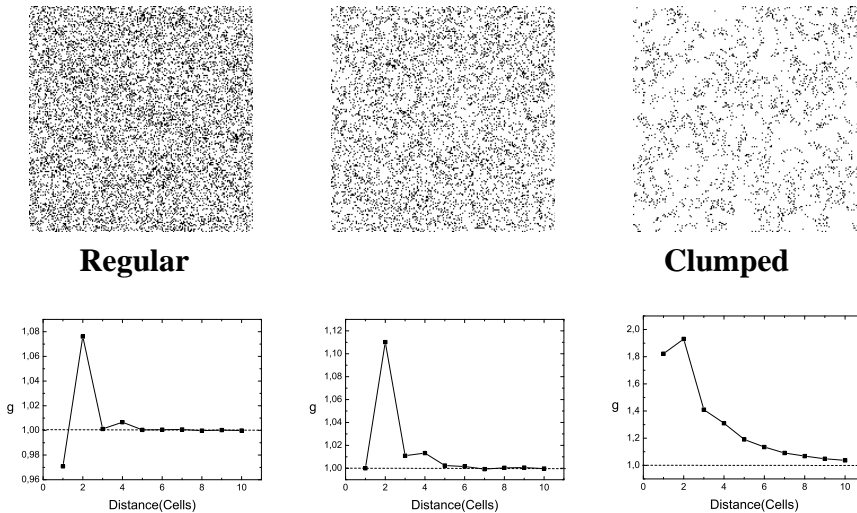 Regular
Clumped
1,08
1,06
1,04
1,02
1,00
0,98
0,96
g
0 2 4 6 8 10
Distance(Cells)
1,12
1,10
1,08
1,06
1,04
1,02
1,00
g
0 2 4 6 8 10
Distance(Cells)
2,0
1,8
1,6
1,4
1,2
1,0
g
0 2 4 6 8 10
Distance(Cells)